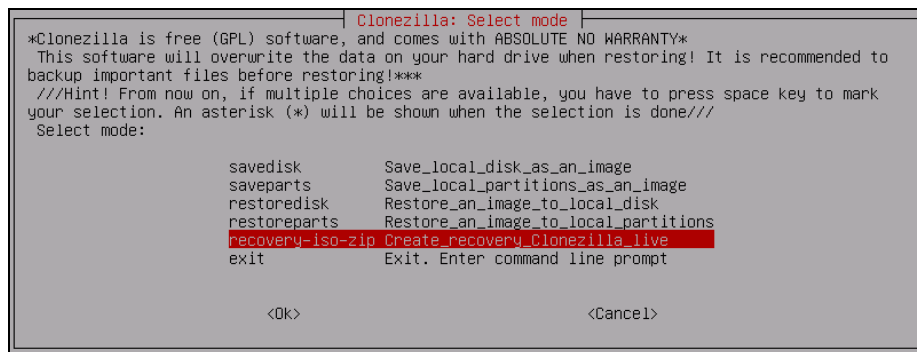 Clonezilla: Select mode
*Clonezilla is free (GPL) software, and comes with ABSOLUTE NO WARRANTY*
This software will overwrite the data on your hard drive when restoring! It is recommended to
backup important files before restoring!***
///Hint! From now on, if multiple choices are available, you have to press space key to mark
your selection. An asterisk (*) will be shown when the selection is done///
Select mode:
savedisk Save_local_disk_as_an_image
saveparts Save_local_partitions_as_an_image
restoredisk Restore_an_image_to_local_disk
restoreparts Restore_an_image_to_local_partitions
recovery-iso-zip Create_recovery_Clonezilla_live
exit Exit. Enter command line prompt
<Ok> <Cancel>